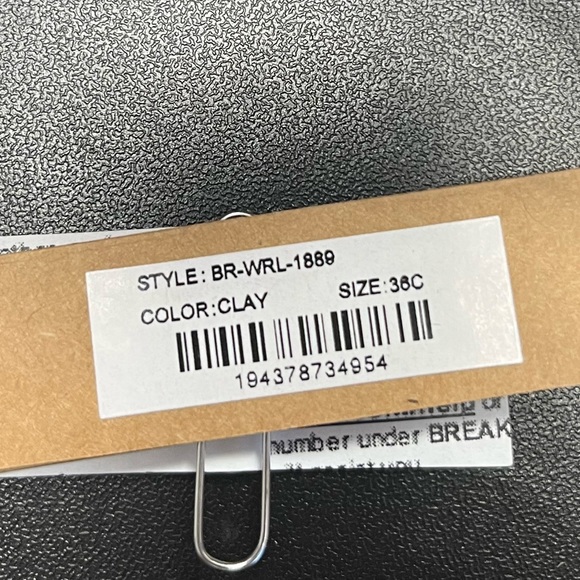 STYLE: BR-WRL-1889
COLOR:CLAY SIZE:36C
194378734954
number under BREAK